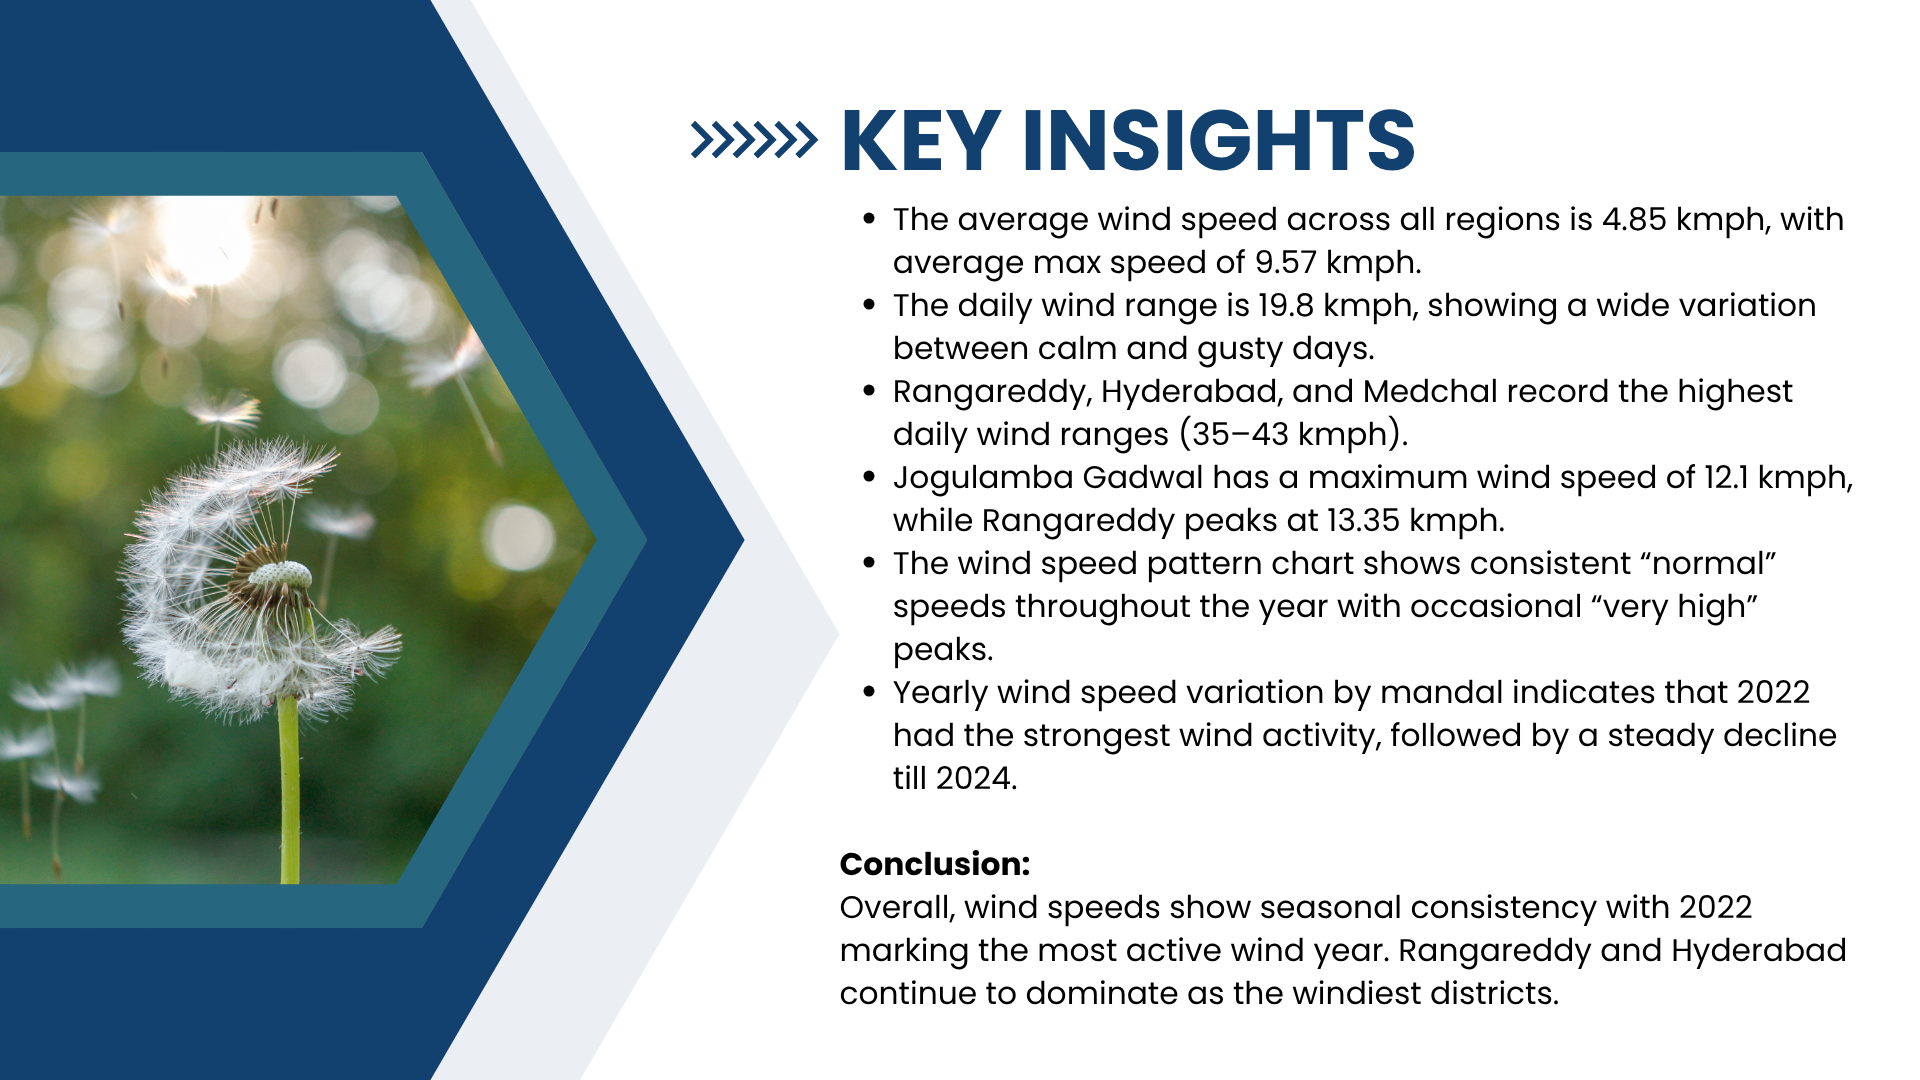 KEY INSIGHTS
• The average wind speed across all regions is 4.85 kmph, with
average max speed of 9.57 kmph.
• The daily wind range is 19.8 kmph, showing a wide variation
between calm and gusty days.
• Rangareddy, Hyderabad, and Medchal record the highest
daily wind ranges (35–43 kmph).
• Jogulamba Gadwal has a maximum wind speed of 12.1 kmph,
while Rangareddy peaks at 13.35 kmph.
• The wind speed pattern chart shows consistent “normal”
speeds throughout the year with occasional “very high”
peaks.
• Yearly wind speed variation by mandal indicates that 2022
had the strongest wind activity, followed by a steady decline
till 2024.
Conclusion:
Overall, wind speeds show seasonal consistency with 2022
marking the most active wind year. Rangareddy and Hyderabad
continue to dominate as the windiest districts.